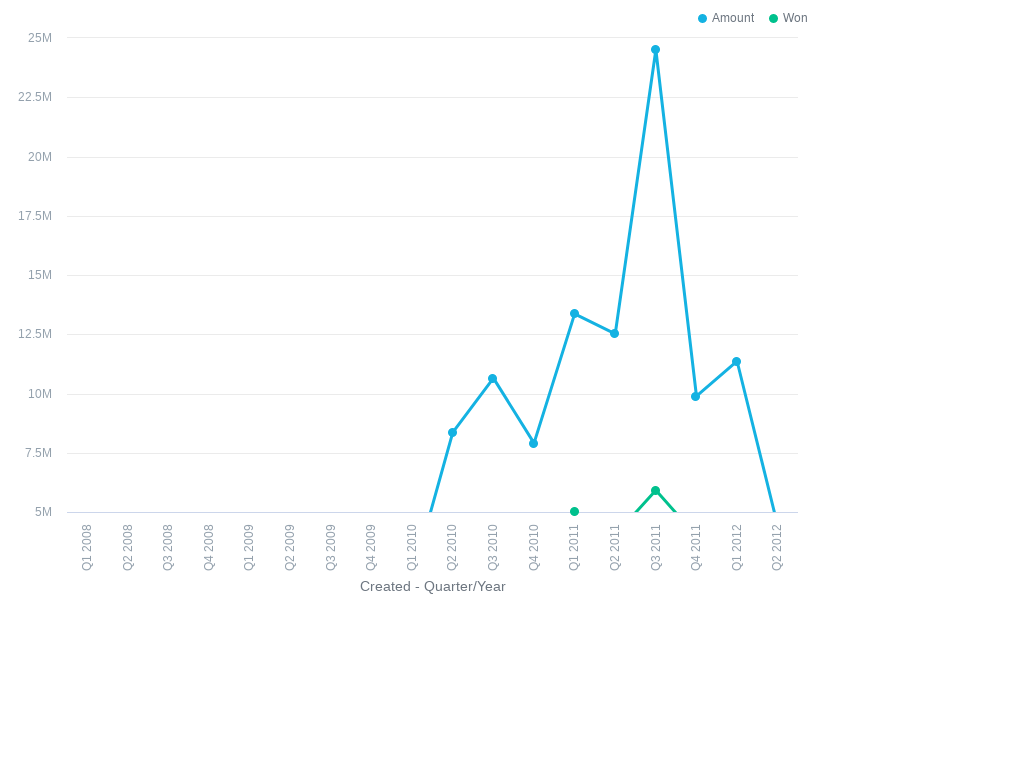 Amount Won
25M
22.5M
20M
17.5M
15M
12.5M
10M
7.5M
5M
Q1 2008
Q2 2008
Q3 2008
Q4 2008
Q1 2009
Q2 2009
Q3 2009
Q4 2009
Q1 2010
Q2 2010
Q3 2010
Q4 2010
Q1 2011
Q2 2011
Q3 2011
Q4 2011
Q1 2012
Q2 2012
Created - Quarter/Year